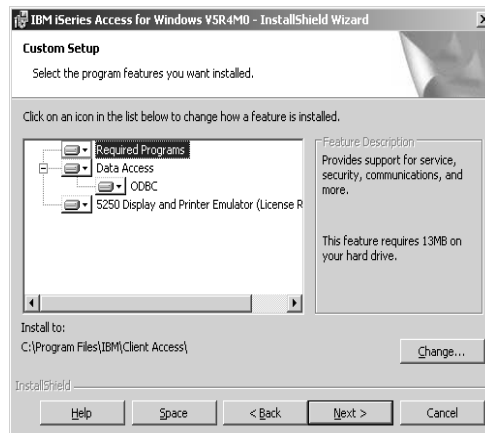 IBM iSeries Access for Windows V5R4M0 - InstallShield Wizard
Custom Setup
Select the program features you want installed.
Click on an icon in the list below to change how a feature is installed.
Required Programs
Data Access
ODBC
5250 Display and Printer Emulator (License R
Feature Description
Provides support for service,
security, communications, and
more.
This feature requires 13MB on
your hard drive.
Install to:
C:\Program Files\IBM\Client Access\
Change...
InstallShield
Help Space < Back Next > Cancel